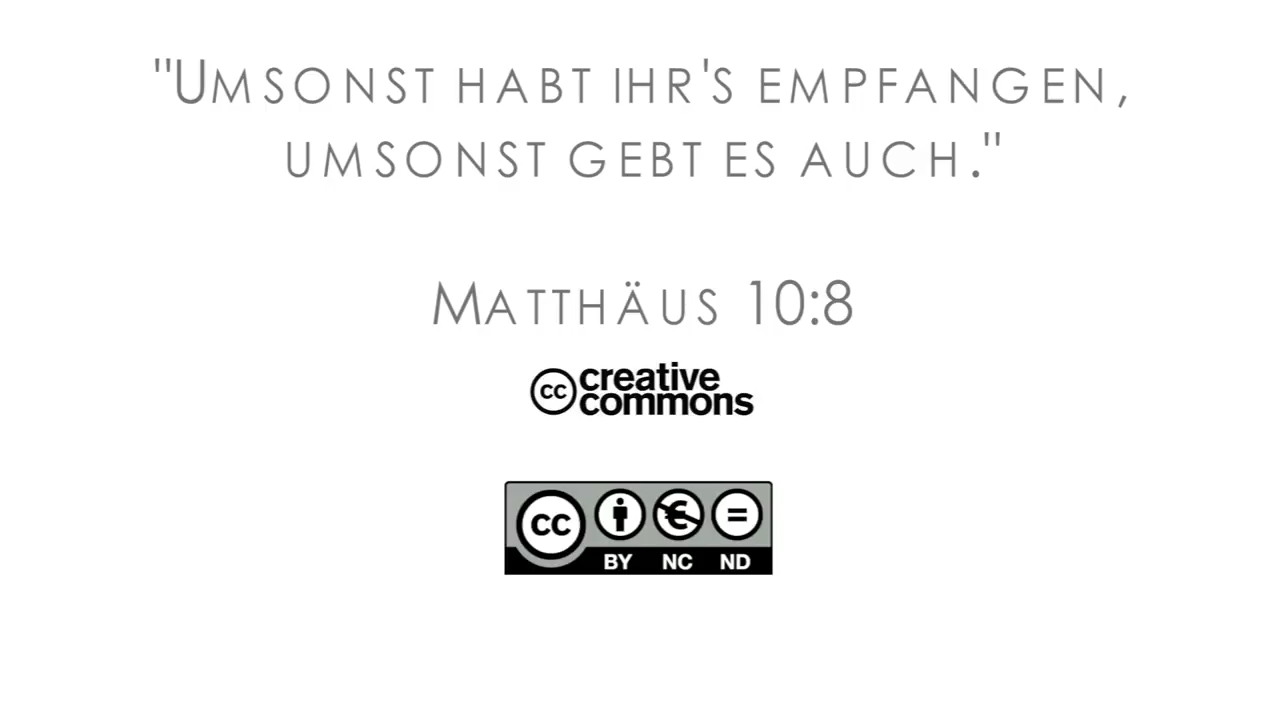 "Umsonst habt ihr's empfangen,
umsonst gebt es auch."
Matthäus 10:8
cc creative
commons
cc BY NC ND